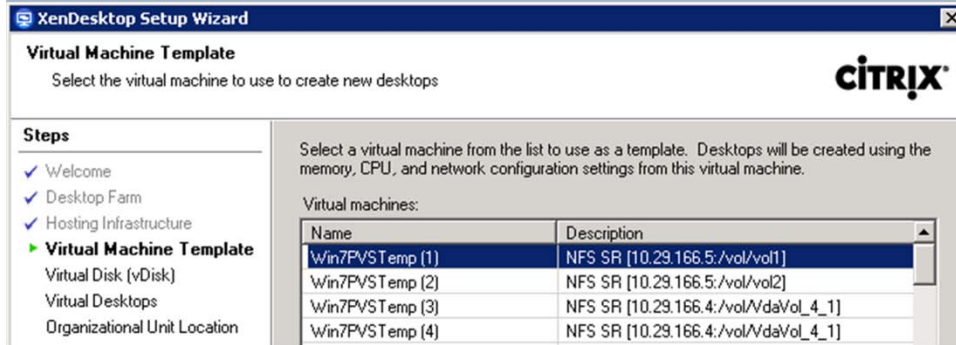 XenDesktop Setup Wizard
Virtual Machine Template
Select the virtual machine to use to create new desktops
CİTRIX
Steps
Welcome
Desktop Farm
Hosting Infrastructure
Virtual Machine Template
Virtual Disk (vDisk)
Virtual Desktops
Organizational Unit Location
Select a virtual machine from the list to use as a template. Desktops will be created using the
memory, CPU, and network configuration settings from this virtual machine.
Virtual machines:
Name Description
Win7PVSTemp (1) NFS SR [10.29.166.5:/vol/vol1]
Win7PVSTemp (2) NFS SR [10.29.166.5:/vol/vol2]
Win7PVSTemp (3) NFS SR [10.29.166.4:/vol/VdaVol_4_1]
Win7PVSTemp (4) NFS SR [10.29.166.4:/vol/VdaVol_4_1]